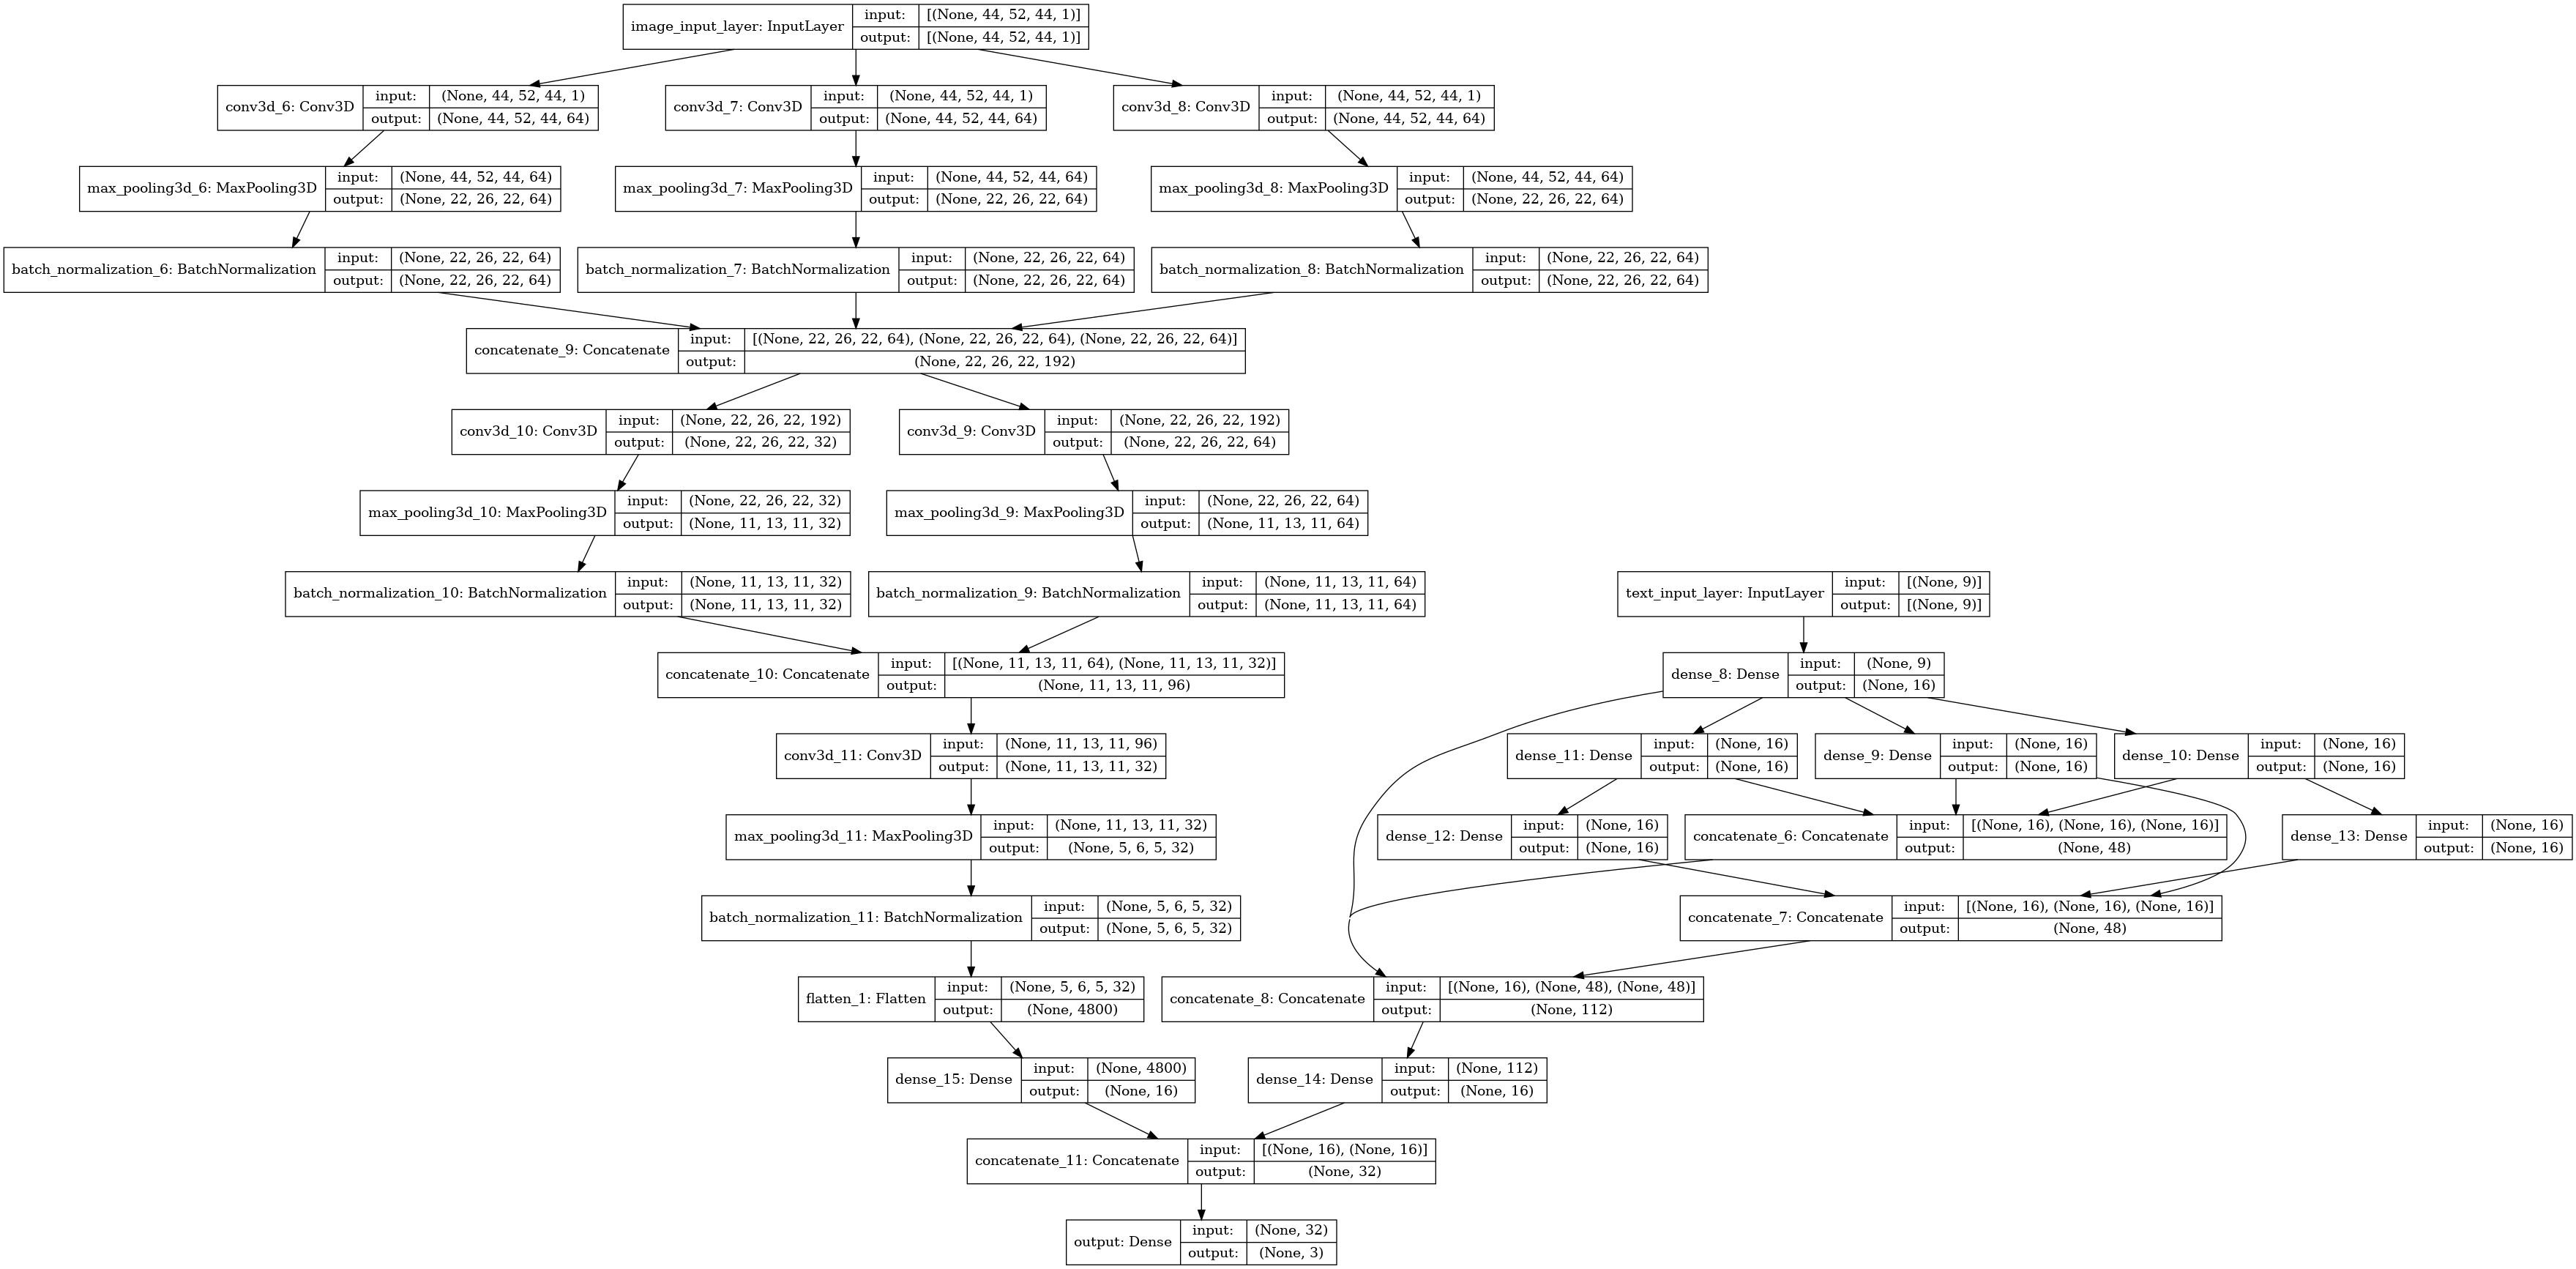 image_input_layer: InputLayer
input: [(None, 44, 52, 44, 1)]
output: [(None, 44, 52, 44, 1)]
conv3d_6: Conv3D
input: (None, 44, 52, 44, 1)
output: (None, 44, 52, 44, 64)
conv3d_7: Conv3D
input: (None, 44, 52, 44, 1)
output: (None, 44, 52, 44, 64)
conv3d_8: Conv3D
input: (None, 44, 52, 44, 1)
output: (None, 44, 52, 44, 64)
max_pooling3d_6: MaxPooling3D
input: (None, 44, 52, 44, 64)
output: (None, 22, 26, 22, 64)
max_pooling3d_7: MaxPooling3D
input: (None, 44, 52, 44, 64)
output: (None, 22, 26, 22, 64)
max_pooling3d_8: MaxPooling3D
input: (None, 44, 52, 44, 64)
output: (None, 22, 26, 22, 64)
batch_normalization_6: BatchNormalization
input: (None, 22, 26, 22, 64)
output: (None, 22, 26, 22, 64)
batch_normalization_7: BatchNormalization
input: (None, 22, 26, 22, 64)
output: (None, 22, 26, 22, 64)
batch_normalization_8: BatchNormalization
input: (None, 22, 26, 22, 64)
output: (None, 22, 26, 22, 64)
concatenate_9: Concatenate
input: [(None, 22, 26, 22, 64), (None, 22, 26, 22, 64), (None, 22, 26, 22, 64)]
output: (None, 22, 26, 22, 192)
conv3d_10: Conv3D
input: (None, 22, 26, 22, 192)
output: (None, 22, 26, 22, 32)
conv3d_9: Conv3D
input: (None, 22, 26, 22, 192)
output: (None, 22, 26, 22, 64)
max_pooling3d_10: MaxPooling3D
input: (None, 22, 26, 22, 32)
output: (None, 11, 13, 11, 32)
max_pooling3d_9: MaxPooling3D
input: (None, 22, 26, 22, 64)
output: (None, 11, 13, 11, 64)
batch_normalization_10: BatchNormalization
input: (None, 11, 13, 11, 32)
output: (None, 11, 13, 11, 32)
batch_normalization_9: BatchNormalization
input: (None, 11, 13, 11, 64)
output: (None, 11, 13, 11, 64)
text_input_layer: InputLayer
input: [(None, 9)]
output: [(None, 9)]
concatenate_10: Concatenate
input: [(None, 11, 13, 11, 64), (None, 11, 13, 11, 32)]
output: (None, 11, 13, 11, 96)
dense_8: Dense
input: (None, 9)
output: (None, 16)
conv3d_11: Conv3D
input: (None, 11, 13, 11, 96)
output: (None, 11, 13, 11, 32)
dense_11: Dense
input: (None, 16)
output: (None, 16)
dense_9: Dense
input: (None, 16)
output: (None, 16)
dense_10: Dense
input: (None, 16)
output: (None, 16)
max_pooling3d_11: MaxPooling3D
input: (None, 11, 13, 11, 32)
output: (None, 5, 6, 5, 32)
dense_12: Dense
input: (None, 16)
output: (None, 16)
concatenate_6: Concatenate
input: [(None, 16), (None, 16), (None, 16)]
output: (None, 48)
dense_13: Dense
input: (None, 16)
output: (None, 16)
batch_normalization_11: BatchNormalization
input: (None, 5, 6, 5, 32)
output: (None, 5, 6, 5, 32)
concatenate_7: Concatenate
input: [(None, 16), (None, 16), (None, 16)]
output: (None, 48)
flatten_1: Flatten
input: (None, 5, 6, 5, 32)
output: (None, 4800)
concatenate_8: Concatenate
input: [(None, 16), (None, 48), (None, 48)]
output: (None, 112)
dense_15: Dense
input: (None, 4800)
output: (None, 16)
dense_14: Dense
input: (None, 112)
output: (None, 16)
concatenate_11: Concatenate
input: [(None, 16), (None, 16)]
output: (None, 32)
output: Dense
input: (None, 32)
output: (None, 3)